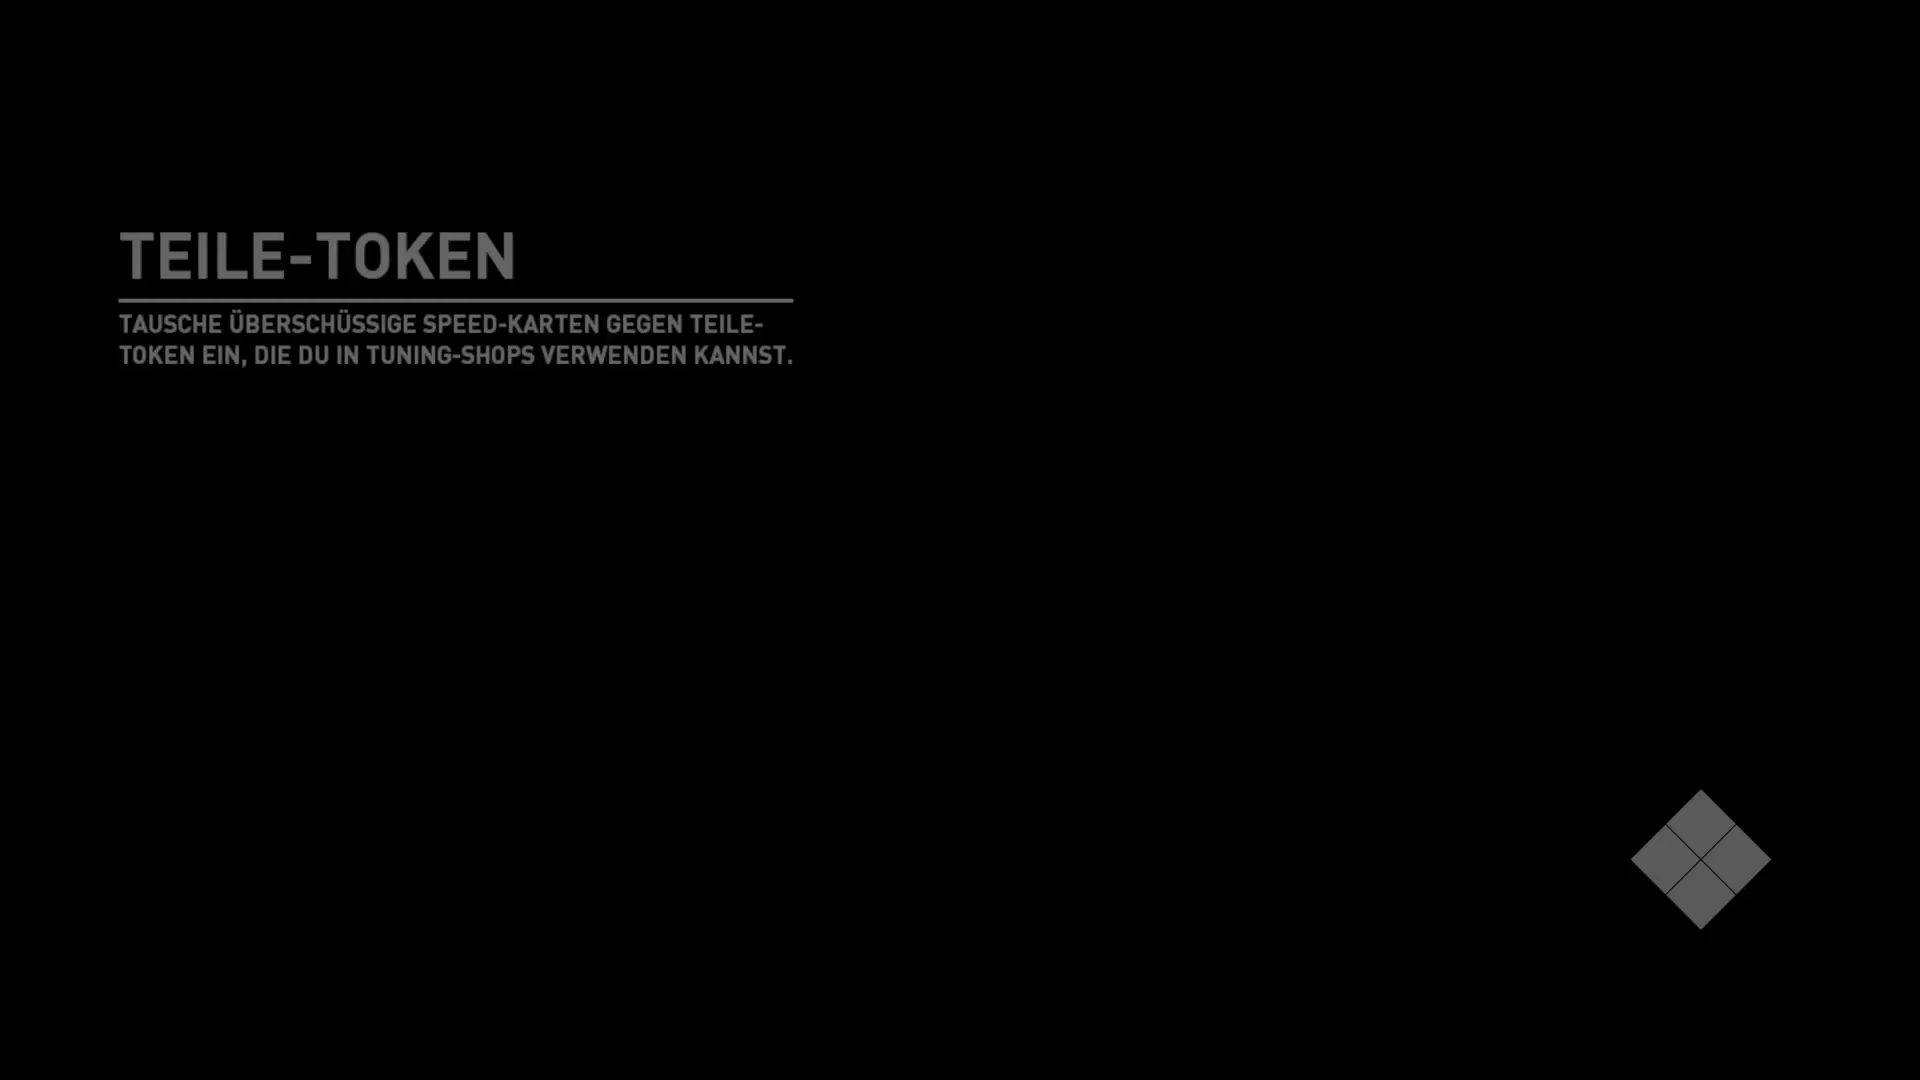 TEILE-TOKEN
TAUSCHE ÜBERSCHÜSSIGE SPEED-KARTEN GEGEN TEILE-
TOKEN EIN, DIE DU IN TUNING-SHOPS VERWENDEN KANNST.